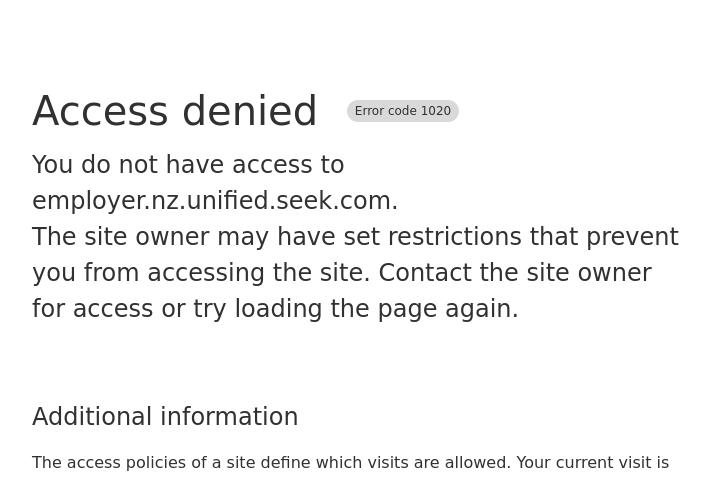 Access denied Error code 1020
You do not have access to
employer.nz.unified.seek.com.
The site owner may have set restrictions that prevent
you from accessing the site. Contact the site owner
for access or try loading the page again.
Additional information
The access policies of a site define which visits are allowed. Your current visit is